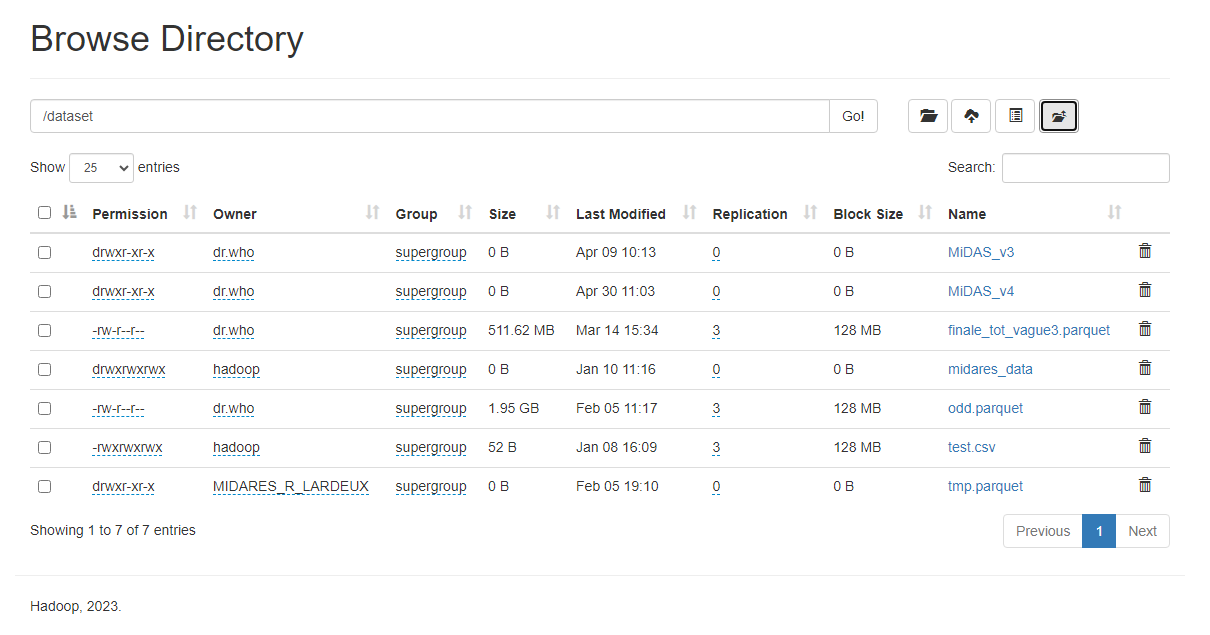 Browse Directory
/dataset Go!
Show 25 entries Search:
Permission Owner Group Size Last Modified Replication Block Size Name
drwxr-xr-x dr.who supergroup 0 B Apr 09 10:13 0 0 B MiDAS_v3
drwxr-xr-x dr.who supergroup 0 B Apr 30 11:03 0 0 B MiDAS_v4
-rw-r--r-- dr.who supergroup 511.62 MB Mar 14 15:34 3 128 MB finale_tot_vague3.parquet
drwxrwxrwx hadoop supergroup 0 B Jan 10 11:16 0 0 B midares_data
-rw-r--r-- dr.who supergroup 1.95 GB Feb 05 11:17 3 128 MB odd.parquet
-rwxrwxrwx hadoop supergroup 52 B Jan 08 16:09 3 128 MB test.csv
drwxr-xr-x MIDARES_R_LARDEUX supergroup 0 B Feb 05 19:10 0 0 B tmp.parquet
Showing 1 to 7 of 7 entries Previous 1 Next
Hadoop, 2023.